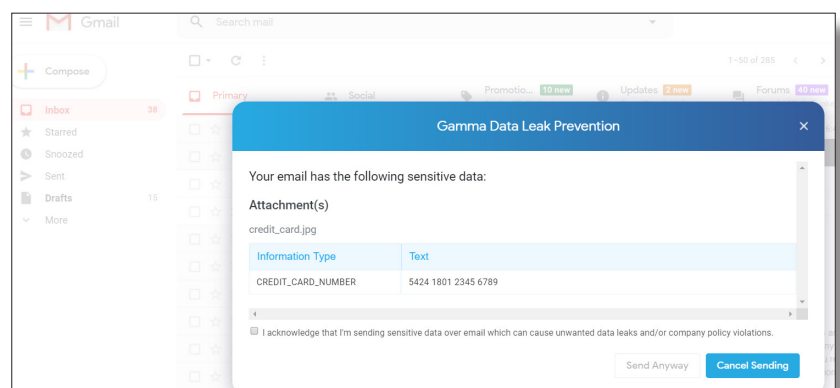 Gmail
Search mail
Compose
1–50 of 285
Primary
Social
Promotio... 10 new
Updates 2 new
Forums 40 new
Inbox 38
Starred
Snoozed
Sent
Drafts 15
More
Gamma Data Leak Prevention
Your email has the following sensitive data:
Attachment(s)
credit_card.jpg
Information Type Text
CREDIT_CARD_NUMBER 5424 1801 2345 6789
I acknowledge that I'm sending sensitive data over email which can cause unwanted data leaks and/or company policy violations.
Send Anyway Cancel Sending